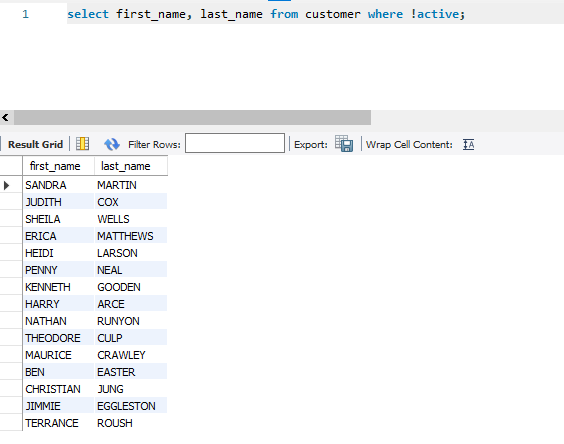 1 select first_name, last_name from customer where !active;
Result Grid Filter Rows: Export: Wrap Cell Content:
first_name last_name
SANDRA MARTIN
JUDITH COX
SHEILA WELLS
ERICA MATTHEWS
HEIDI LARSON
PENNY NEAL
KENNETH GOODEN
HARRY ARCE
NATHAN RUNYON
THEODORE CULP
MAURICE CRAWLEY
BEN EASTER
CHRISTIAN JUNG
JIMMIE EGGLESTON
TERRANCE ROUSH